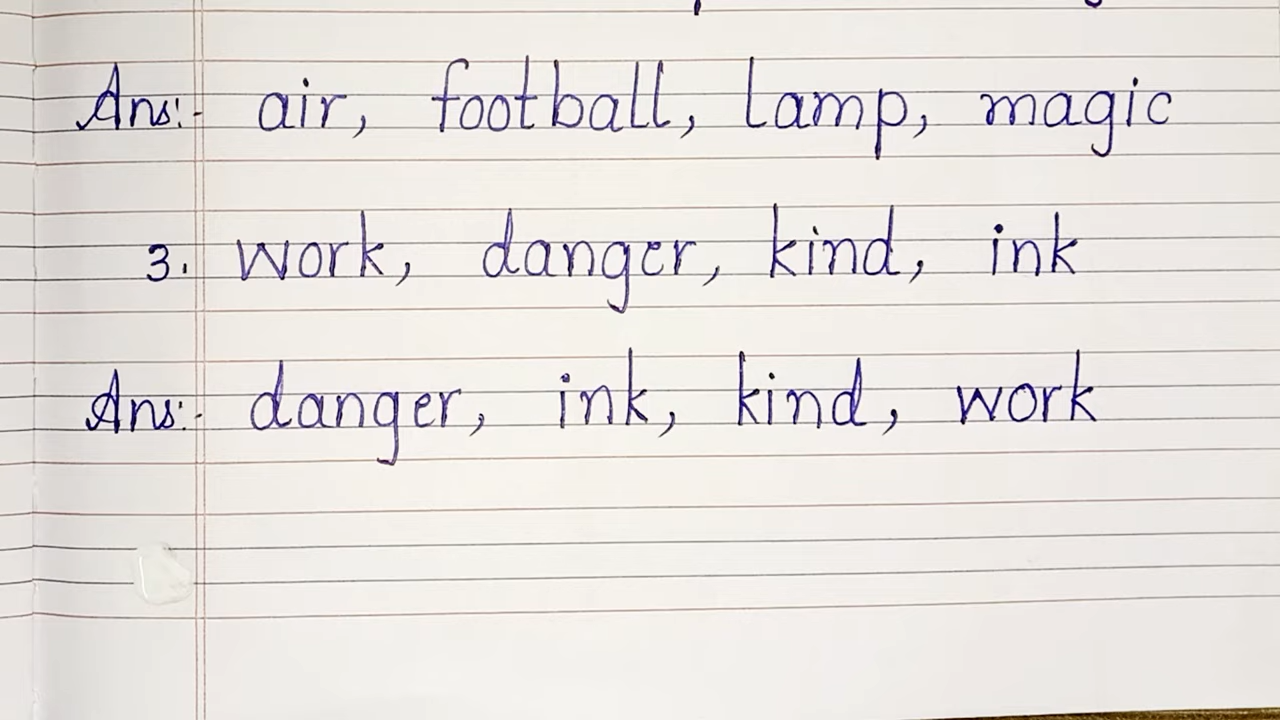 Ans:- air, football, lamp, magic
3. work, danger, kind, ink
Ans:- danger, ink, kind, work